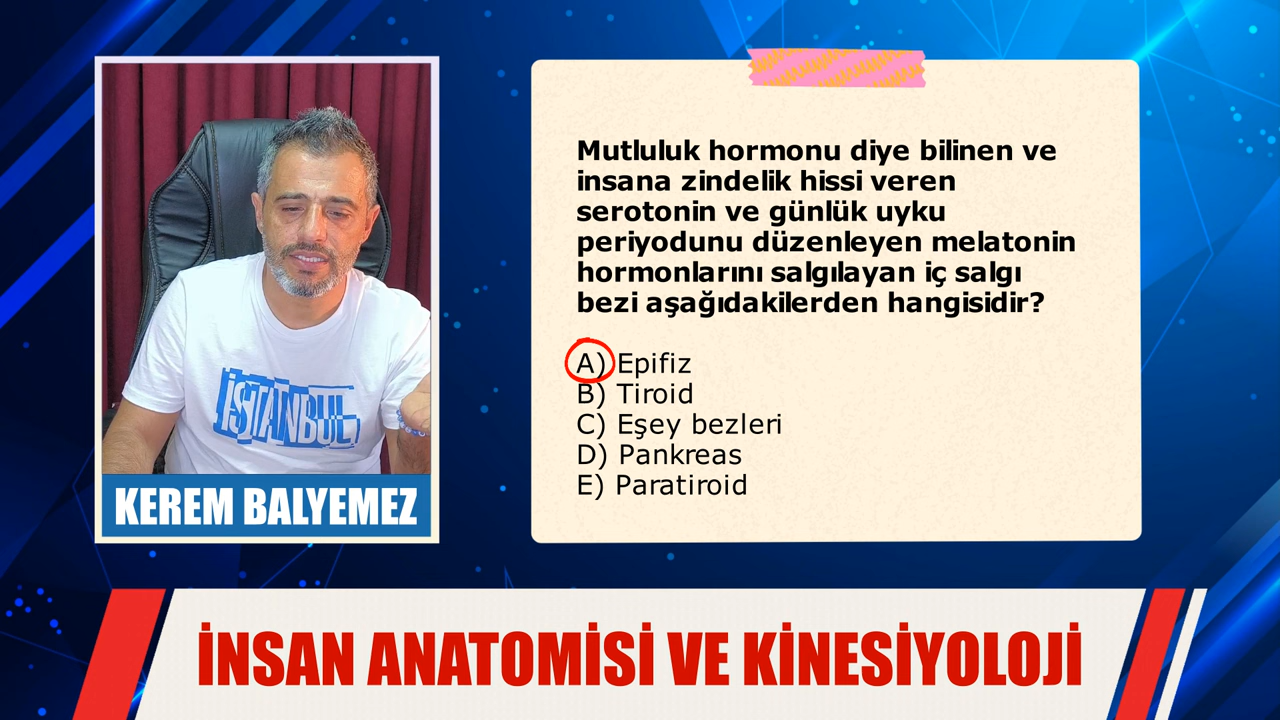 İSTANBUL
KEREM BALYEMEZ
Mutluluk hormonu diye bilinen ve
insana zindelik hissi veren
serotonin ve günlük uyku
periyodunu düzenleyen melatonin
hormonlarını salgılayan iç salgı
bezi aşağıdakilerden hangisidir?
A) Epifiz
B) Tiroid
C) Eşey bezleri
D) Pankreas
E) Paratiroid
İNSAN ANATOMİSİ VE KİNESİYOLOJİ